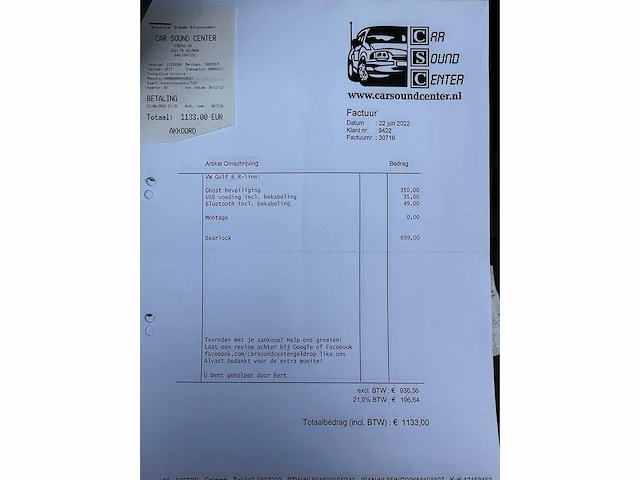 CAR SOUND CENTER
BETALING
Totaal: 1133.00 EUR
AKKOORD
CAR
SOUND
CENTER
www.carsoundcenter.nl
Factuur
Datum : 22 jun 2022
Klant nr. : 9422
Factuurnr. : 30716
Artikel Omschrijving Bedrag
VW Golf 6 R-line:
Ghost beveiliging 350,00
USB voeding incl. bekabeling 35,00
Bluetooth incl. bekabeling 49,00
Montage 0,00
Bearlock 699,00
Tevreden met je aankoop? Help ons groeien!
Laat een review achter bij Google of Facebook
facebook.com/carsoundcentergeldrop like ons
Alvast bedankt voor de extra moeite!
U bent geholpen door Bert
excl. BTW : € 936,36
21,0% BTW : € 196,64
Totaalbedrag (incl. BTW) : € 1133,00